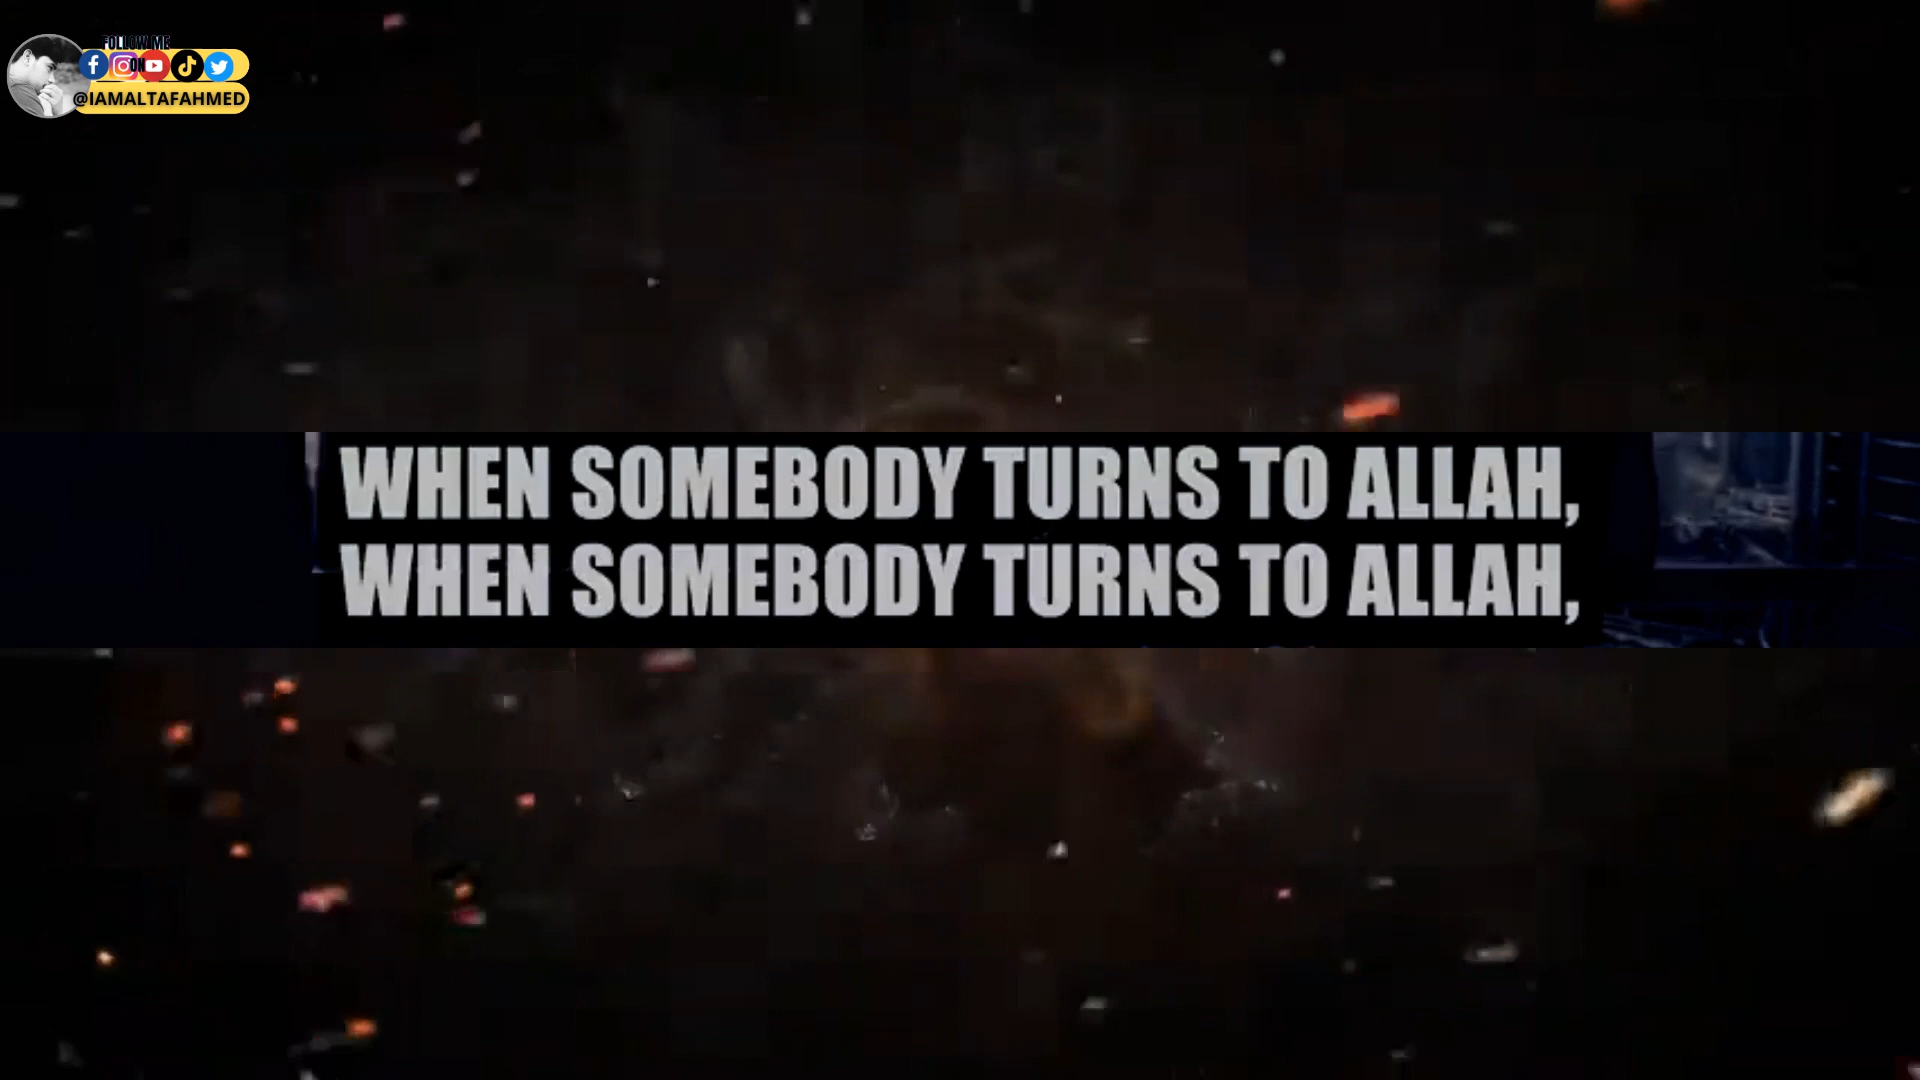 FOLLOW ME
ON
@IAMALTAFAHMED
WHEN SOMEBODY TURNS TO ALLAH,
WHEN SOMEBODY TURNS TO ALLAH,